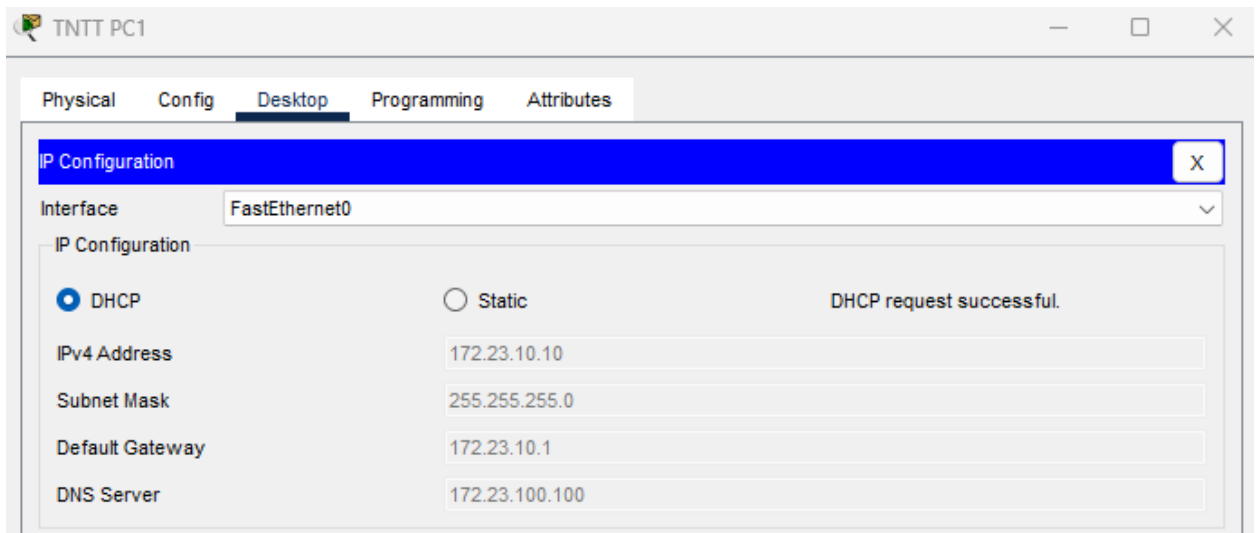 TNTT PC1
Physical Config Desktop Programming Attributes
IP Configuration X
Interface FastEthernet0
IP Configuration
DHCP Static DHCP request successful.
IPv4 Address 172.23.10.10
Subnet Mask 255.255.255.0
Default Gateway 172.23.10.1
DNS Server 172.23.100.100